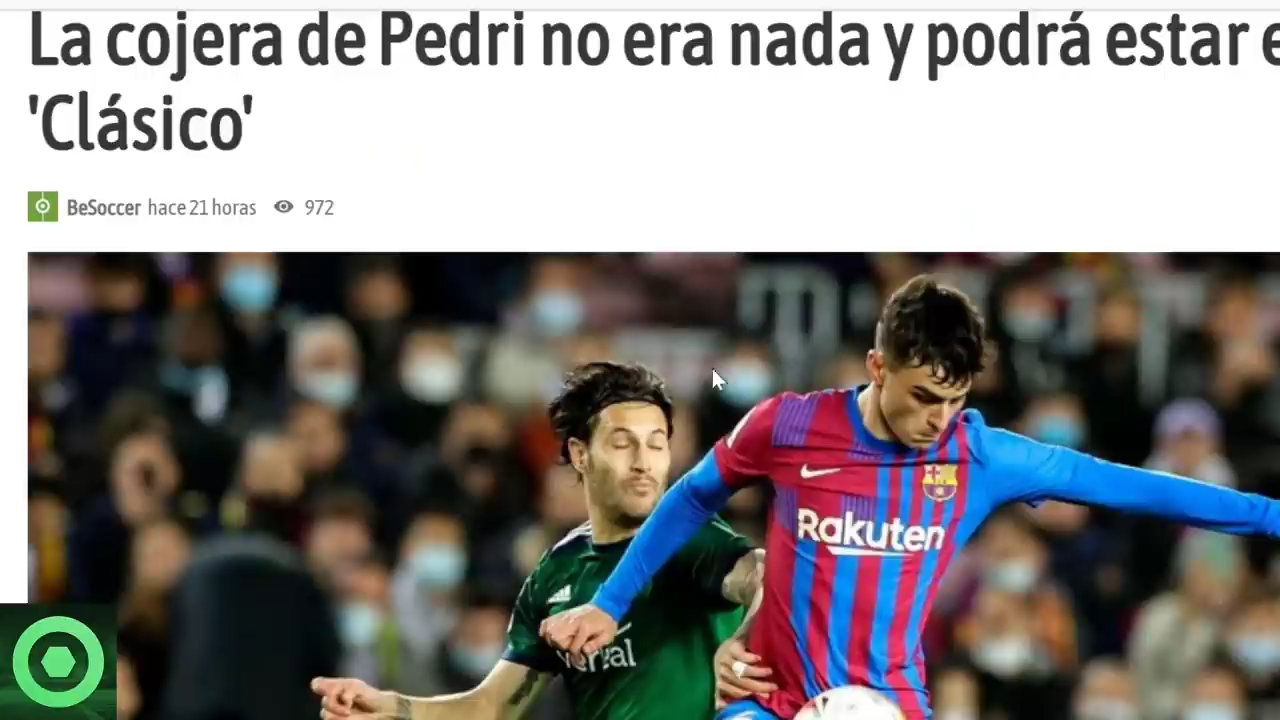 La cojera de Pedri no era nada y podrá estar e
'Clásico'
BeSoccer hace 21 horas 972
Rakuten